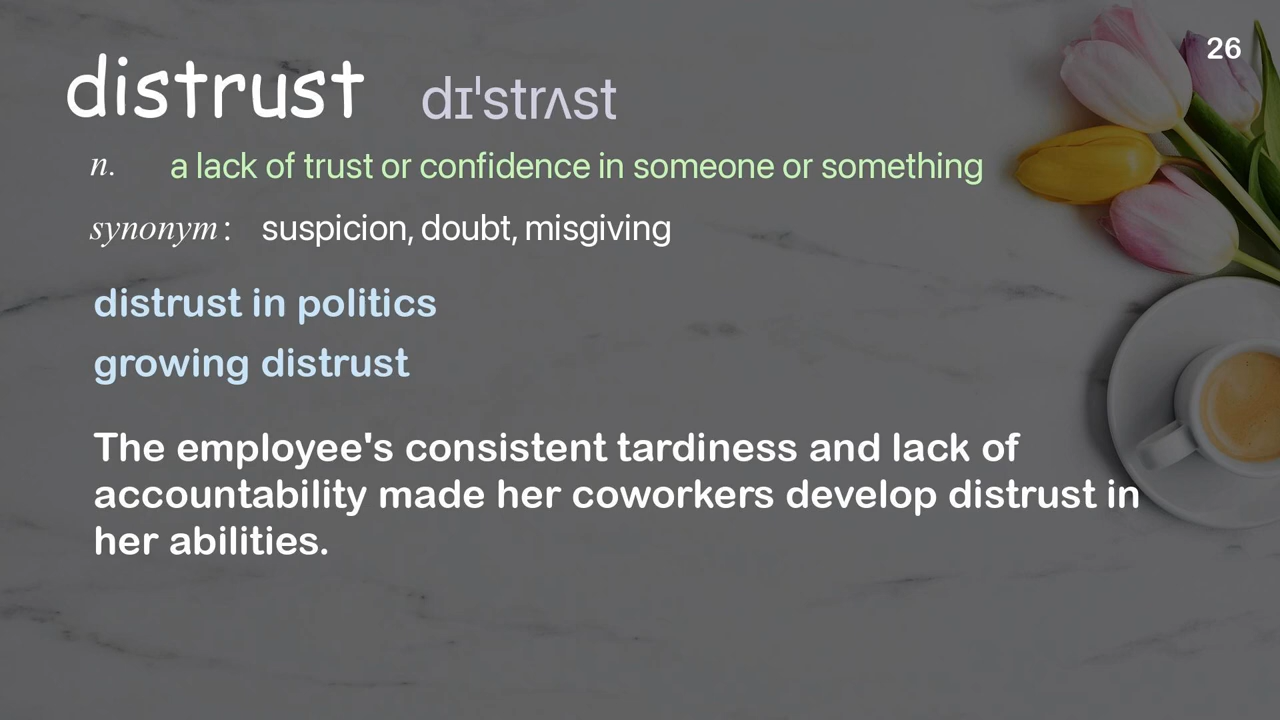 26
distrust dɪˈstrʌst
n. a lack of trust or confidence in someone or something
synonym: suspicion, doubt, misgiving
distrust in politics
growing distrust
The employee's consistent tardiness and lack of
accountability made her coworkers develop distrust in
her abilities.